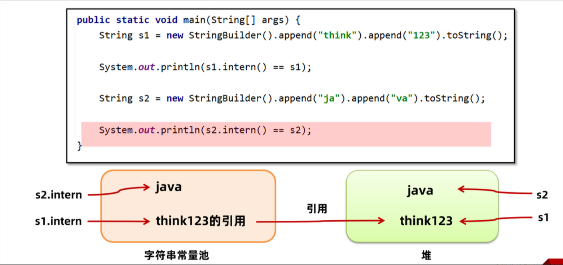 public static void main(String[] args) {
String s1 = new StringBuilder().append("think").append("123").toString();
System.out.println(s1.intern() == s1);
String s2 = new StringBuilder().append("ja").append("va").toString();
System.out.println(s2.intern() == s2);
}
s2.intern
java
java
s2
s1.intern
think123的引用
引用
think123
s1
字符串常量池
堆